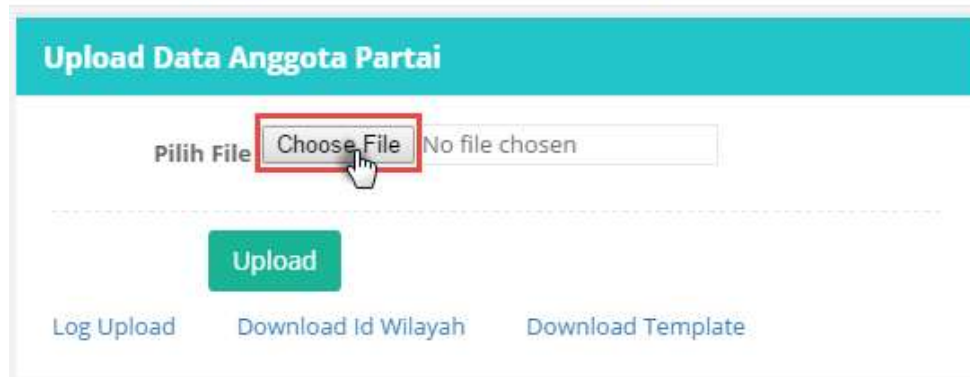 Upload Data Anggota Partai
Pilih File Choose File No file chosen
Upload
Log Upload Download Id Wilayah Download Template